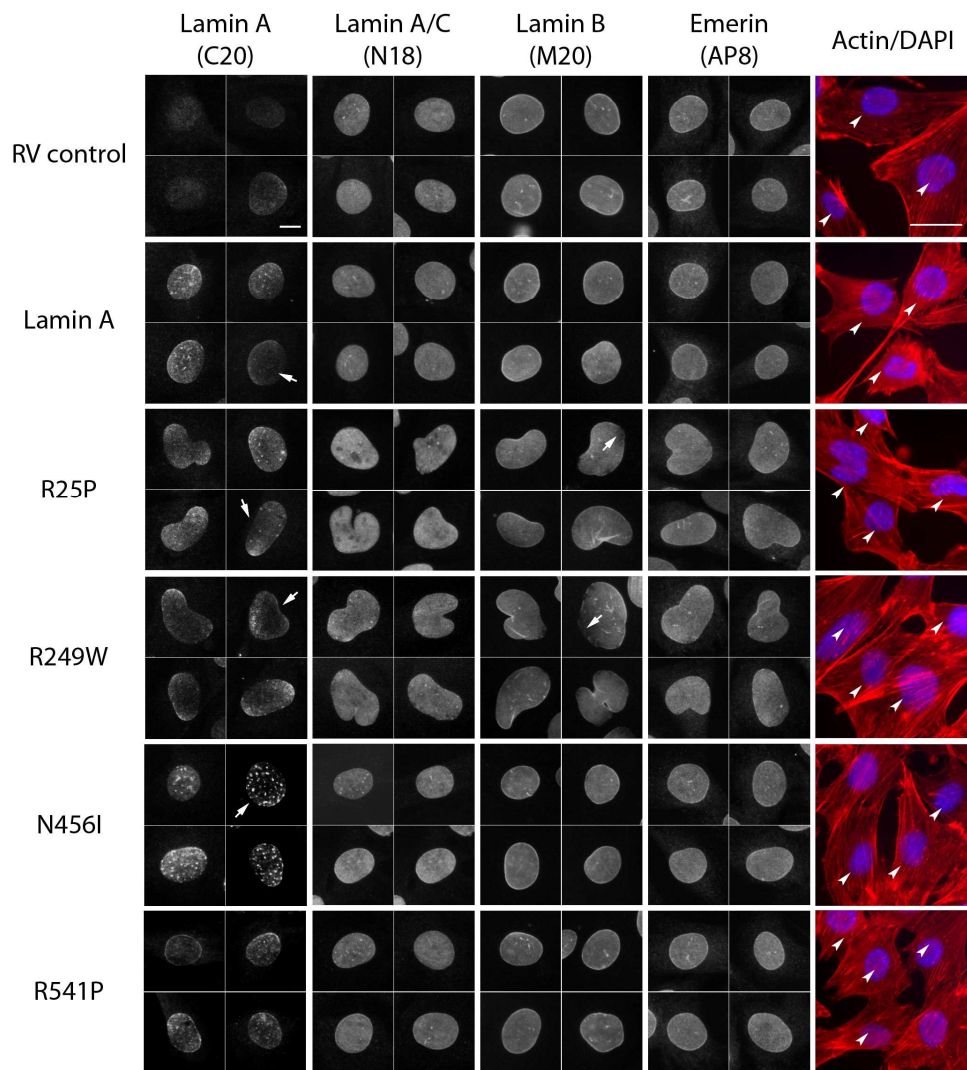 Lamin A
(C20)
Lamin A/C
(N18)
Lamin B
(M20)
Emerin
(AP8)
Actin/DAPI
RV control
Lamin A
R25P
R249W
N456I
R541P